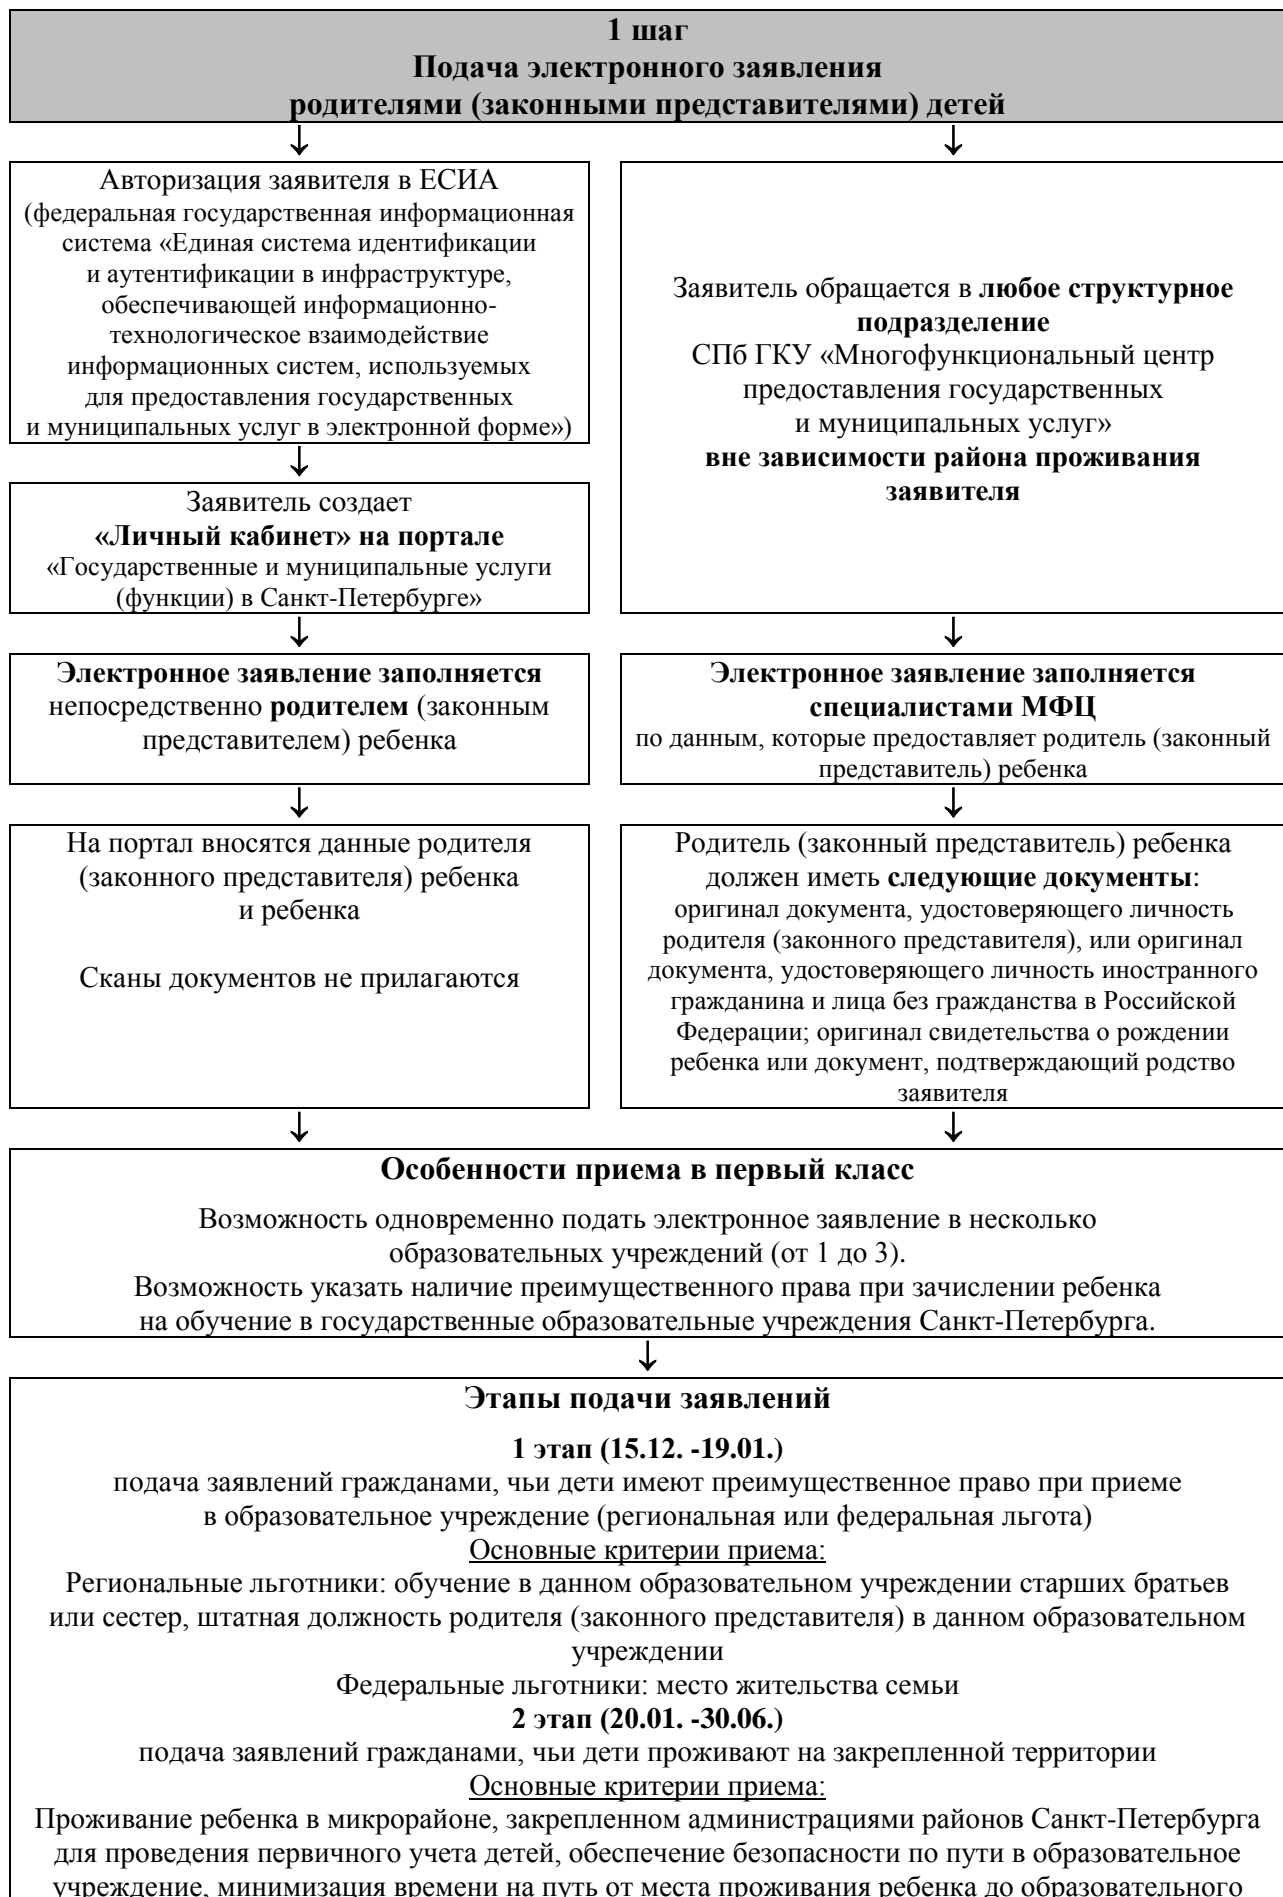 1 шаг
Подача электронного заявления
родителями (законными представителями) детей
↓
↓
Авторизация заявителя в ЕСИА
(федеральная государственная информационная
система «Единая система идентификации
и аутентификации в инфраструктуре,
обеспечивающей информационно-
технологическое взаимодействие
информационных систем, используемых
для предоставления государственных
и муниципальных услуг в электронной форме»)
↓
Заявитель создает
«Личный кабинет» на портале
«Государственные и муниципальные услуги
(функции) в Санкт-Петербурге»
Заявитель обращается в любое структурное
подразделение
СПб ГКУ «Многофункциональный центр
предоставления государственных
и муниципальных услуг»
вне зависимости района проживания
заявителя
↓
↓
Электронное заявление заполняется
непосредственно родителем (законным
представителем) ребенка
Электронное заявление заполняется
специалистами МФЦ
по данным, которые предоставляет родитель (законный
представитель) ребенка
↓
↓
На портал вносятся данные родителя
(законного представителя) ребенка
и ребенка
Сканы документов не прилагаются
Родитель (законный представитель) ребенка
должен иметь следующие документы:
оригинал документа, удостоверяющего личность
родителя (законного представителя), или оригинал
документа, удостоверяющего личность иностранного
гражданина и лица без гражданства в Российской
Федерации; оригинал свидетельства о рождении
ребенка или документ, подтверждающий родство
заявителя
↓
↓
Особенности приема в первый класс
Возможность одновременно подать электронное заявление в несколько
образовательных учреждений (от 1 до 3).
Возможность указать наличие преимущественного права при зачислении ребенка
на обучение в государственные образовательные учреждения Санкт-Петербурга.
↓
Этапы подачи заявлений
1 этап (15.12. -19.01.)
подача заявлений гражданами, чьи дети имеют преимущественное право при приеме
в образовательное учреждение (региональная или федеральная льгота)
Основные критерии приема:
Региональные льготники: обучение в данном образовательном учреждении старших братьев
или сестер, штатная должность родителя (законного представителя) в данном образовательном
учреждении
Федеральные льготники: место жительства семьи
2 этап (20.01. -30.06.)
подача заявлений гражданами, чьи дети проживают на закрепленной территории
Основные критерии приема:
Проживание ребенка в микрорайоне, закрепленном администрациями районов Санкт-Петербурга
для проведения первичного учета детей, обеспечение безопасности по пути в образовательное
учреждение, минимизация времени на путь от места проживания ребенка до образовательного